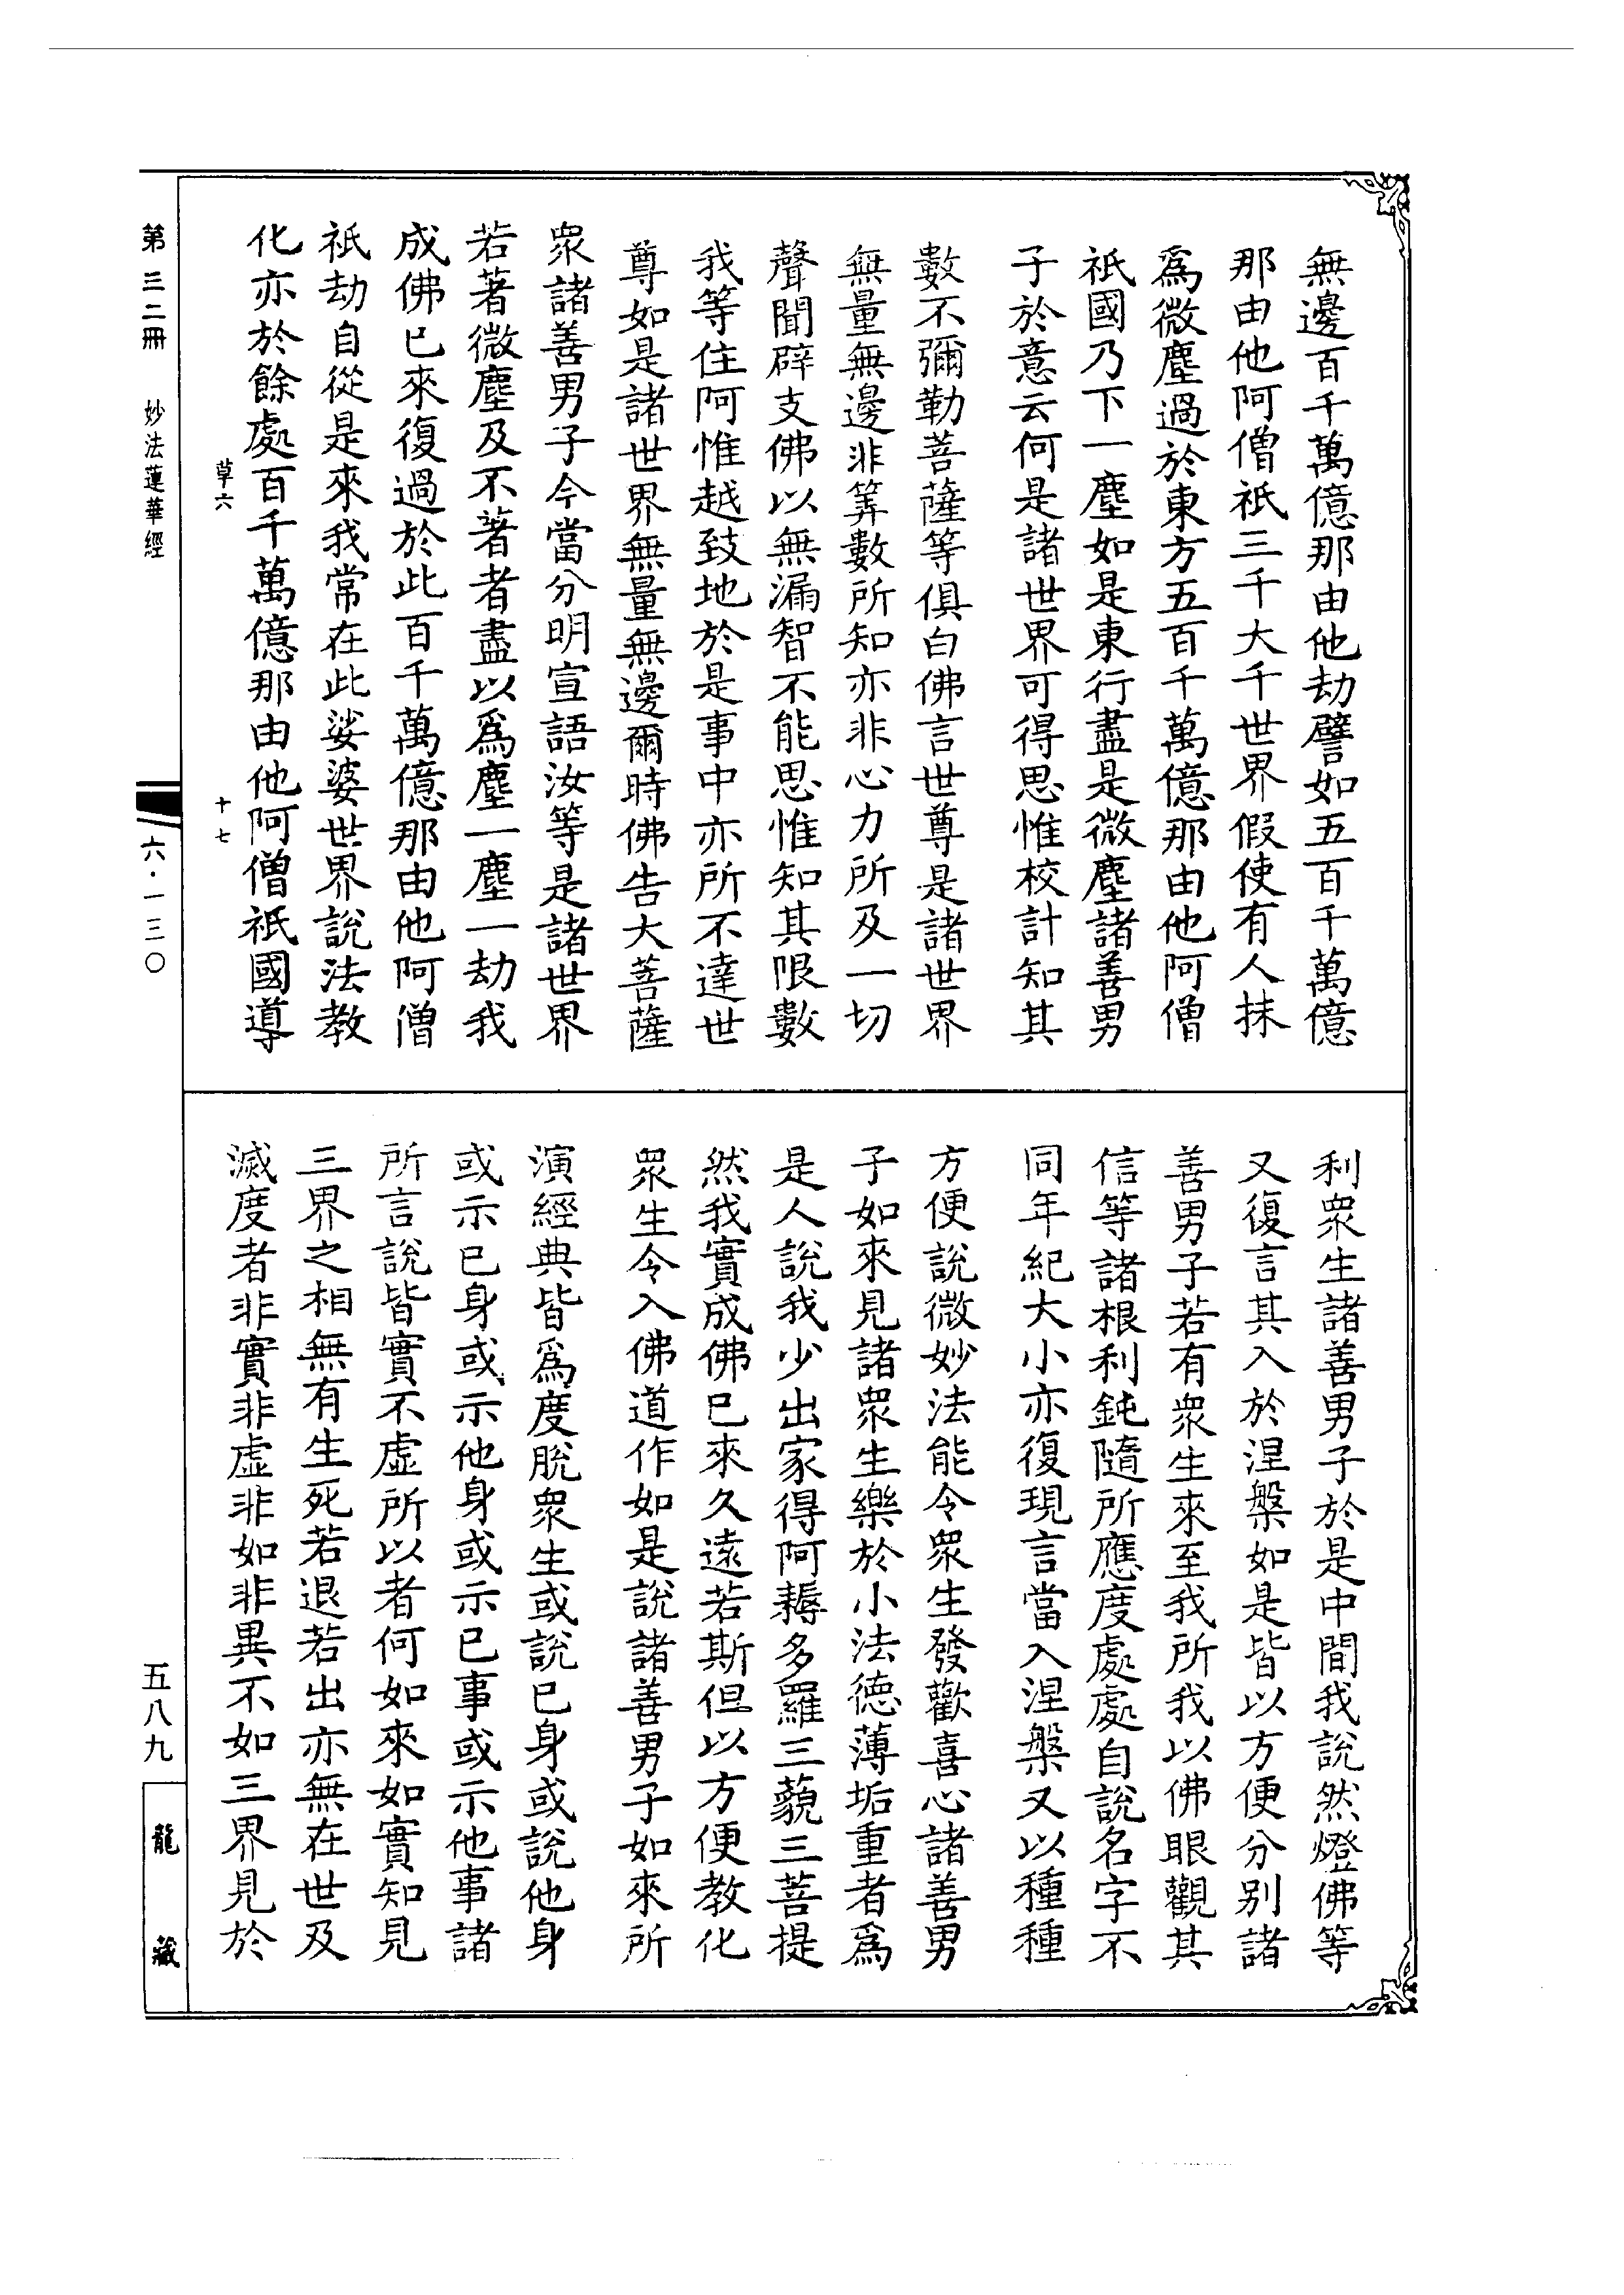 無邊百千萬億那由他劫譬如五百千萬億
那由他阿僧祇三千大千世界假使有人抹
爲微塵過於東方五百千萬億那由他阿僧
祇國乃下一塵如是東行盡是微塵諸善男
子於意云何是諸世界可得思惟校計知其
數不彌勒菩薩等俱白佛言世尊是諸世界
無量無邊非筭數所知亦非心力所及一切
聲聞辟支佛以無漏智不能思惟知其限數
我等住阿惟越致地於是事中亦所不達世
尊如是諸世界無量無邊爾時佛告大菩薩
眾諸善男子今當分明宣語汝等是諸世界
若著微塵及不著者盡以爲塵一塵一劫我
成佛已來復過於此百千萬億那由他阿僧
祇劫自從是來我常在此娑婆世界說法教
化亦於餘處百千萬億那由他阿僧祇國導
草六 十七
利眾生諸善男子於是中間我說然燈佛等
又復言其入於涅槃如是皆以方便分別諸
善男子若有眾生來至我所我以佛眼觀其
信等諸根利鈍隨所應度處處自說名字不
同年紀大小亦復現言當入涅槃又以種種
方便說微妙法能令眾生發歡喜心諸善男
子如來見諸眾生樂於小法德薄垢重者爲
是人說我少出家得阿耨多羅三藐三菩提
然我實成佛已來久遠若斯但以方便教化
眾生令入佛道作如是說諸善男子如來所
演經典皆爲度脫眾生或說已身或說他身
或示已身或示他身或示已事或示他事諸
所言說皆實不虛所以者何如來如實知見
三界之相無有生死若退若出亦無在世及
滅度者非實非虛非如非異不如三界見於
第三二冊 妙法蓮華經
六·一三〇
五八九
龍藏